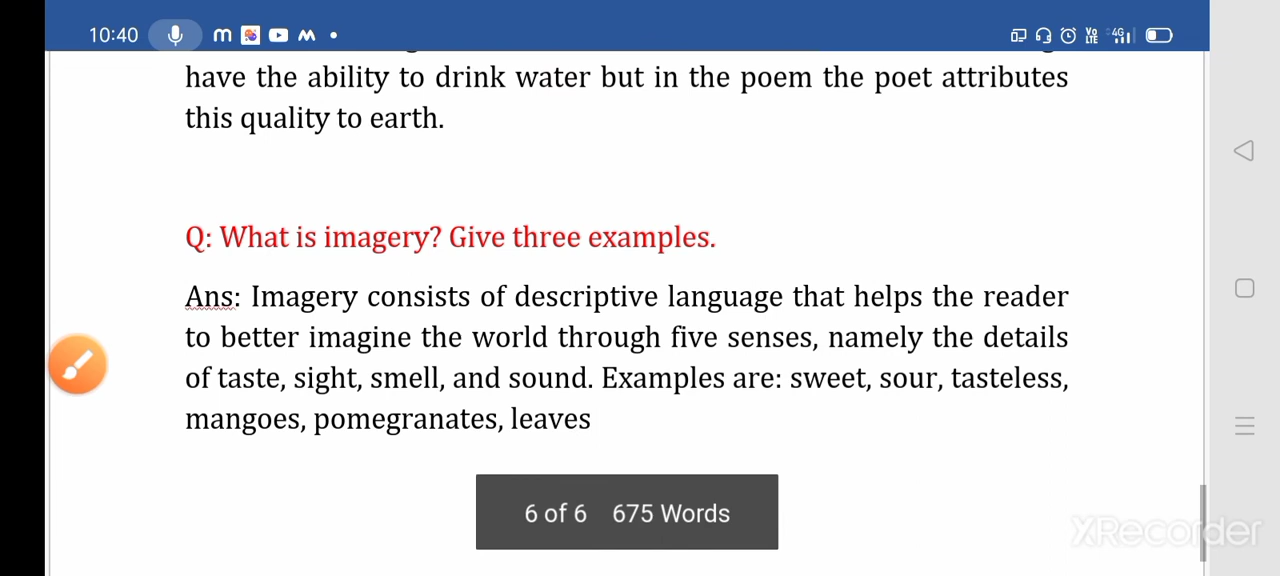 10:40
have the ability to drink water but in the poem the poet attributes
this quality to earth.
Q: What is imagery? Give three examples.
Ans: Imagery consists of descriptive language that helps the reader
to better imagine the world through five senses, namely the details
of taste, sight, smell, and sound. Examples are: sweet, sour, tasteless,
mangoes, pomegranates, leaves
6 of 6 675 Words
XRecorder